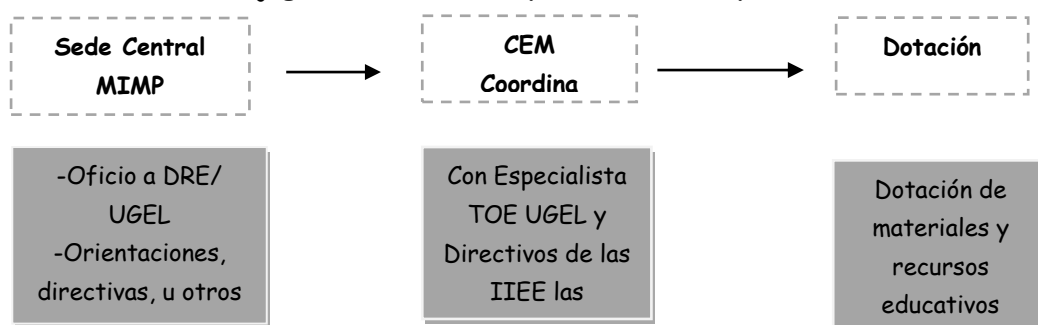 Sede Central
MIMP
CEM
Coordina
Dotación
-Oficio a DRE/
UGEL
-Orientaciones,
directivas, u otros
Con Especialista
TOE UGEL y
Directivos de las
IIEE las
Dotación de
materiales y
recursos
educativos